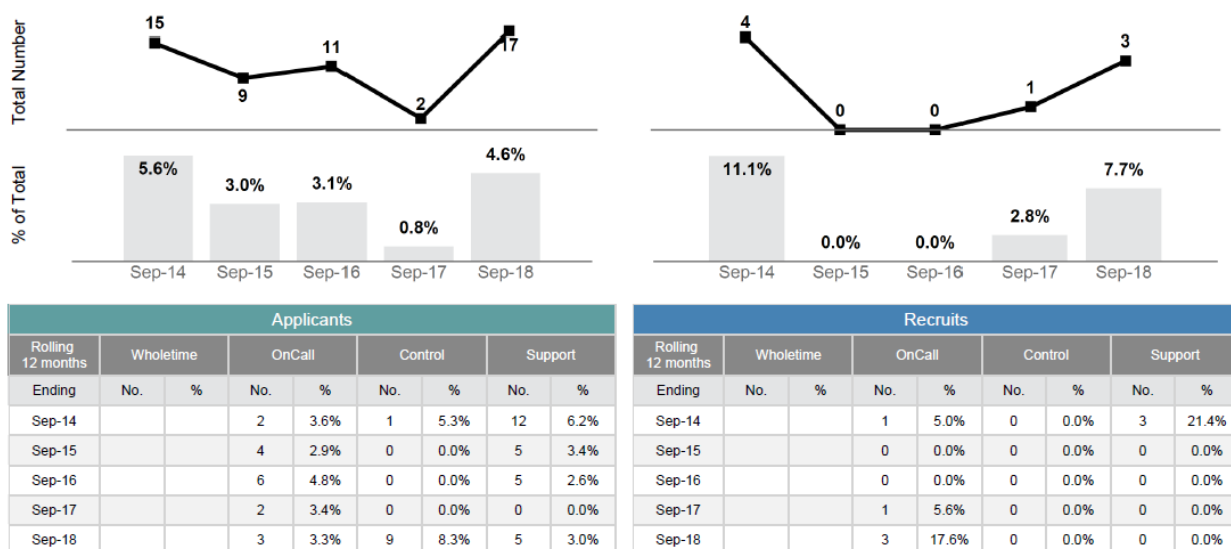 Total Number
15
9
11
2
17
4
0
0
1
3
% of Total
5.6%
3.0%
3.1%
0.8%
4.6%
11.1%
0.0%
0.0%
2.8%
7.7%
Sep-14 Sep-15 Sep-16 Sep-17 Sep-18
Sep-14 Sep-15 Sep-16 Sep-17 Sep-18
Applicants
Rolling 12 months Wholetime OnCall Control Support
Ending No. % No. % No. % No. %
Sep-14 2 3.6% 1 5.3% 12 6.2%
Sep-15 4 2.9% 0 0.0% 5 3.4%
Sep-16 6 4.8% 0 0.0% 5 2.6%
Sep-17 2 3.4% 0 0.0% 0 0.0%
Sep-18 3 3.3% 9 8.3% 5 3.0%
Recruits
Rolling 12 months Wholetime OnCall Control Support
Ending No. % No. % No. % No. %
Sep-14 1 5.0% 0 0.0% 3 21.4%
Sep-15 0 0.0% 0 0.0% 0 0.0%
Sep-16 0 0.0% 0 0.0% 0 0.0%
Sep-17 1 5.6% 0 0.0% 0 0.0%
Sep-18 3 17.6% 0 0.0% 0 0.0%